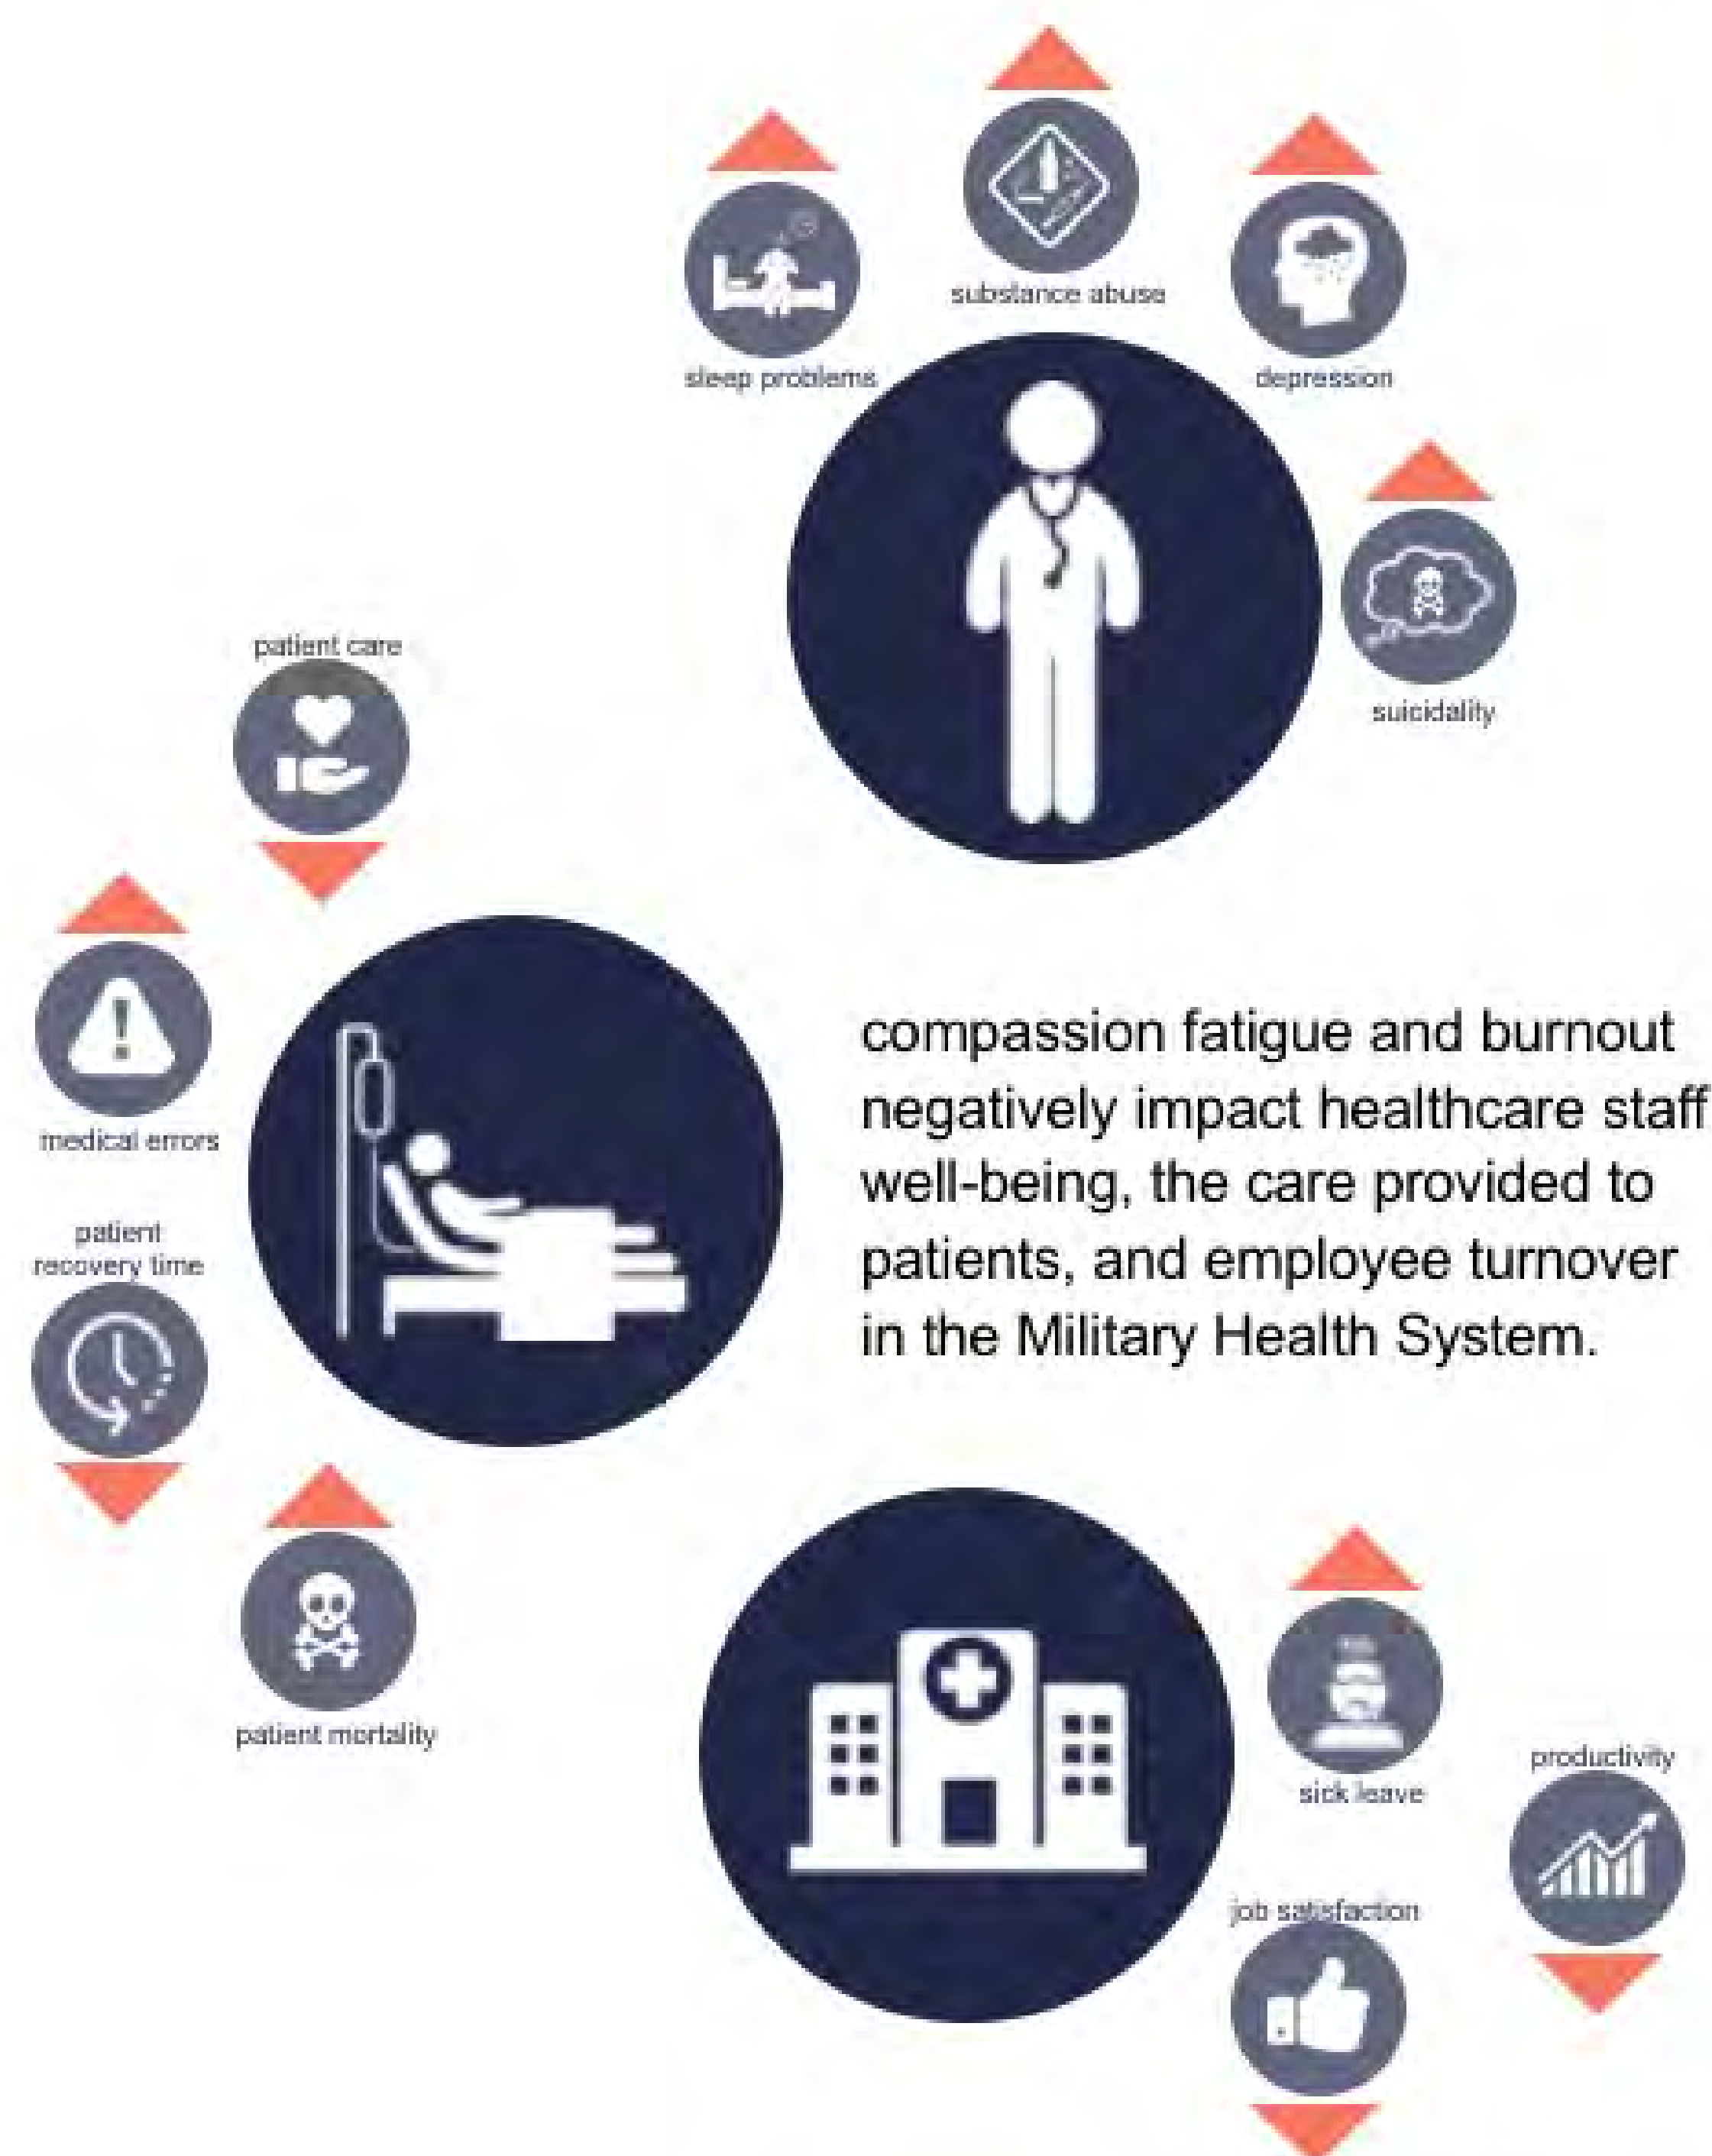 substance abuse
sleep problems
depression
suicidality
patient care
medical errors
patient
recovery time
patient mortality
compassion fatigue and burnout
negatively impact healthcare staff
well-being, the care provided to
patients, and employee turnover
in the Military Health System.
sick leave
productivity
job satisfaction